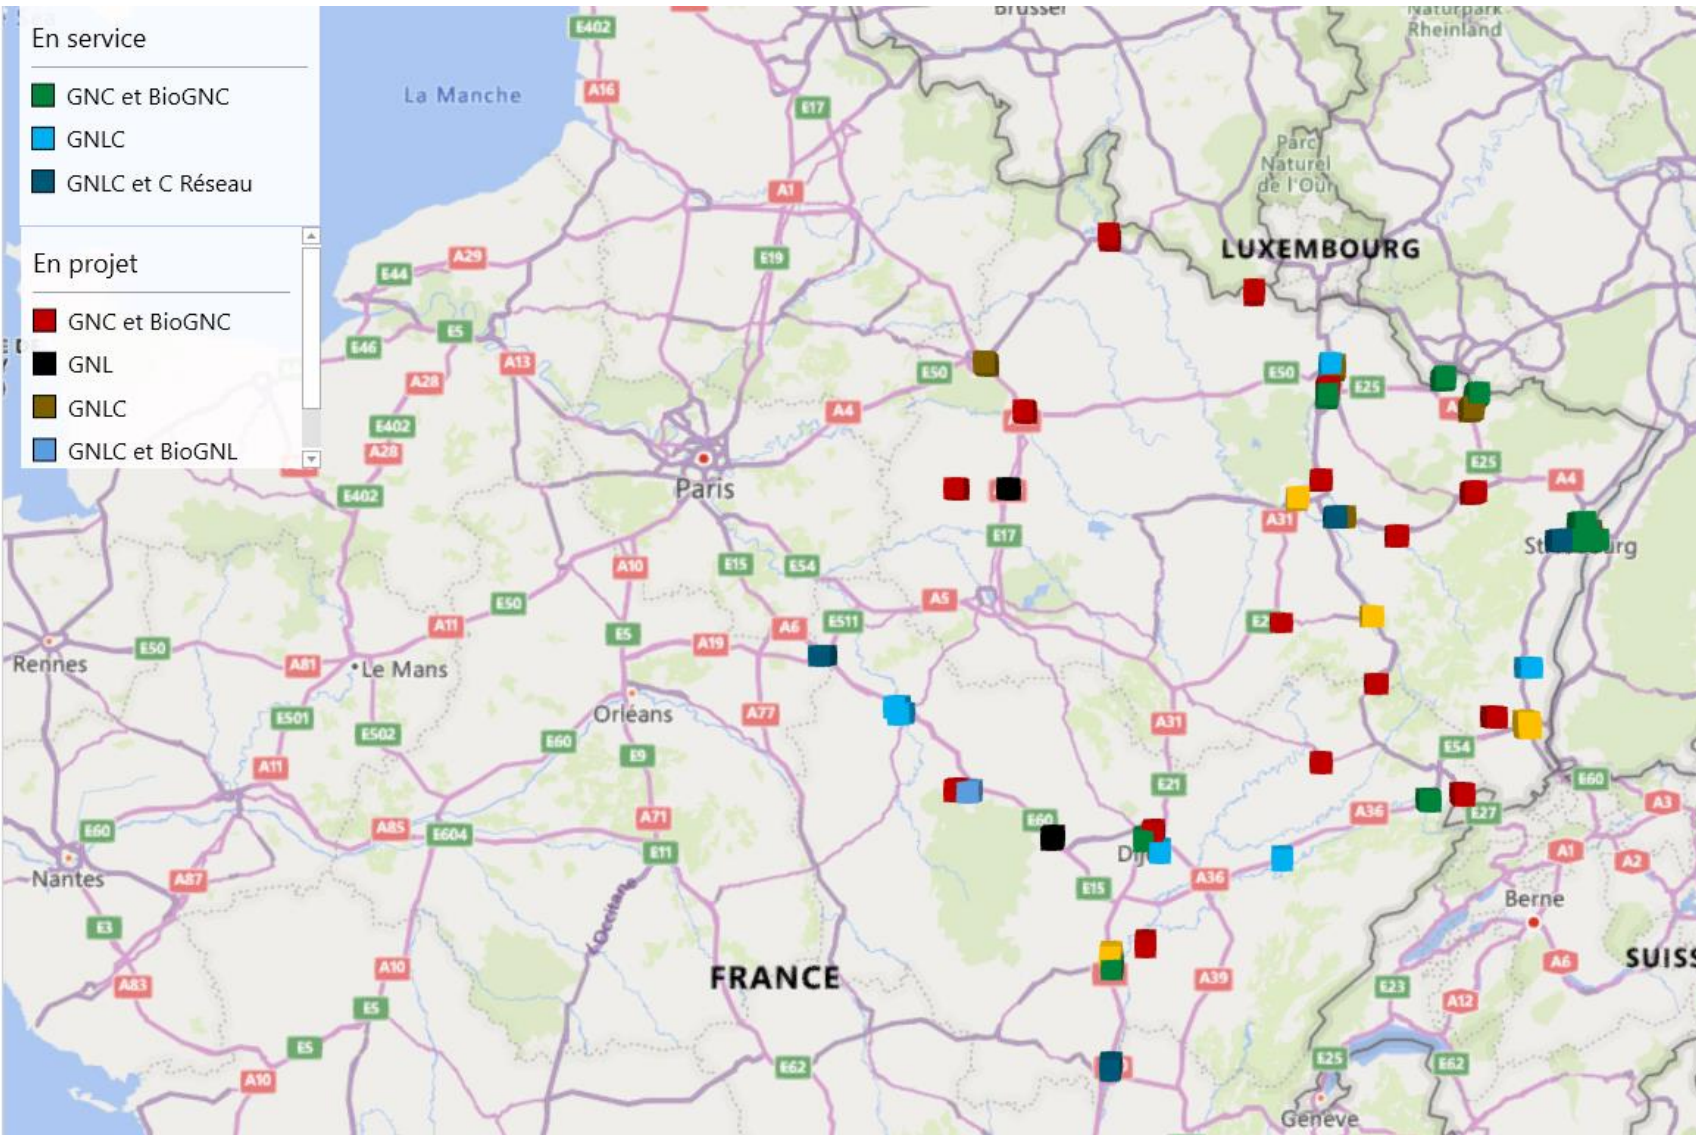 En service
GNC et BioGNC
GNLC
GNLC et C Réseau
En projet
GNC et BioGNC
GNL
GNLC
GNLC et BioGNL
La Manche
E402
A16
E17
A1
Naturpark
Rheinland
Parc
Naturel
de l'Our
LUXEMBOURG
A29
E44
E19
E5
E46
A13
A28
E50
A4
E50
E25
E402
A28
E402
Paris
E25
A4
A31
E17
A10
E15
E54
A5
E50
A11
E5
A19
A6
E511
Rennes
E50
A81
Le Mans
E501
E502
Orléans
A77
E60
E9
A31
E54
A11
E21
E60
A71
E60
A36
E27
A3
E60
A85
E604
E11
A1
A2
Nantes
A87
E15
A36
Berne
E3
L'Occitane
A10
FRANCE
A39
A6
A83
E23
A12
E5
E5
E62
E25
E62
A10
Genève